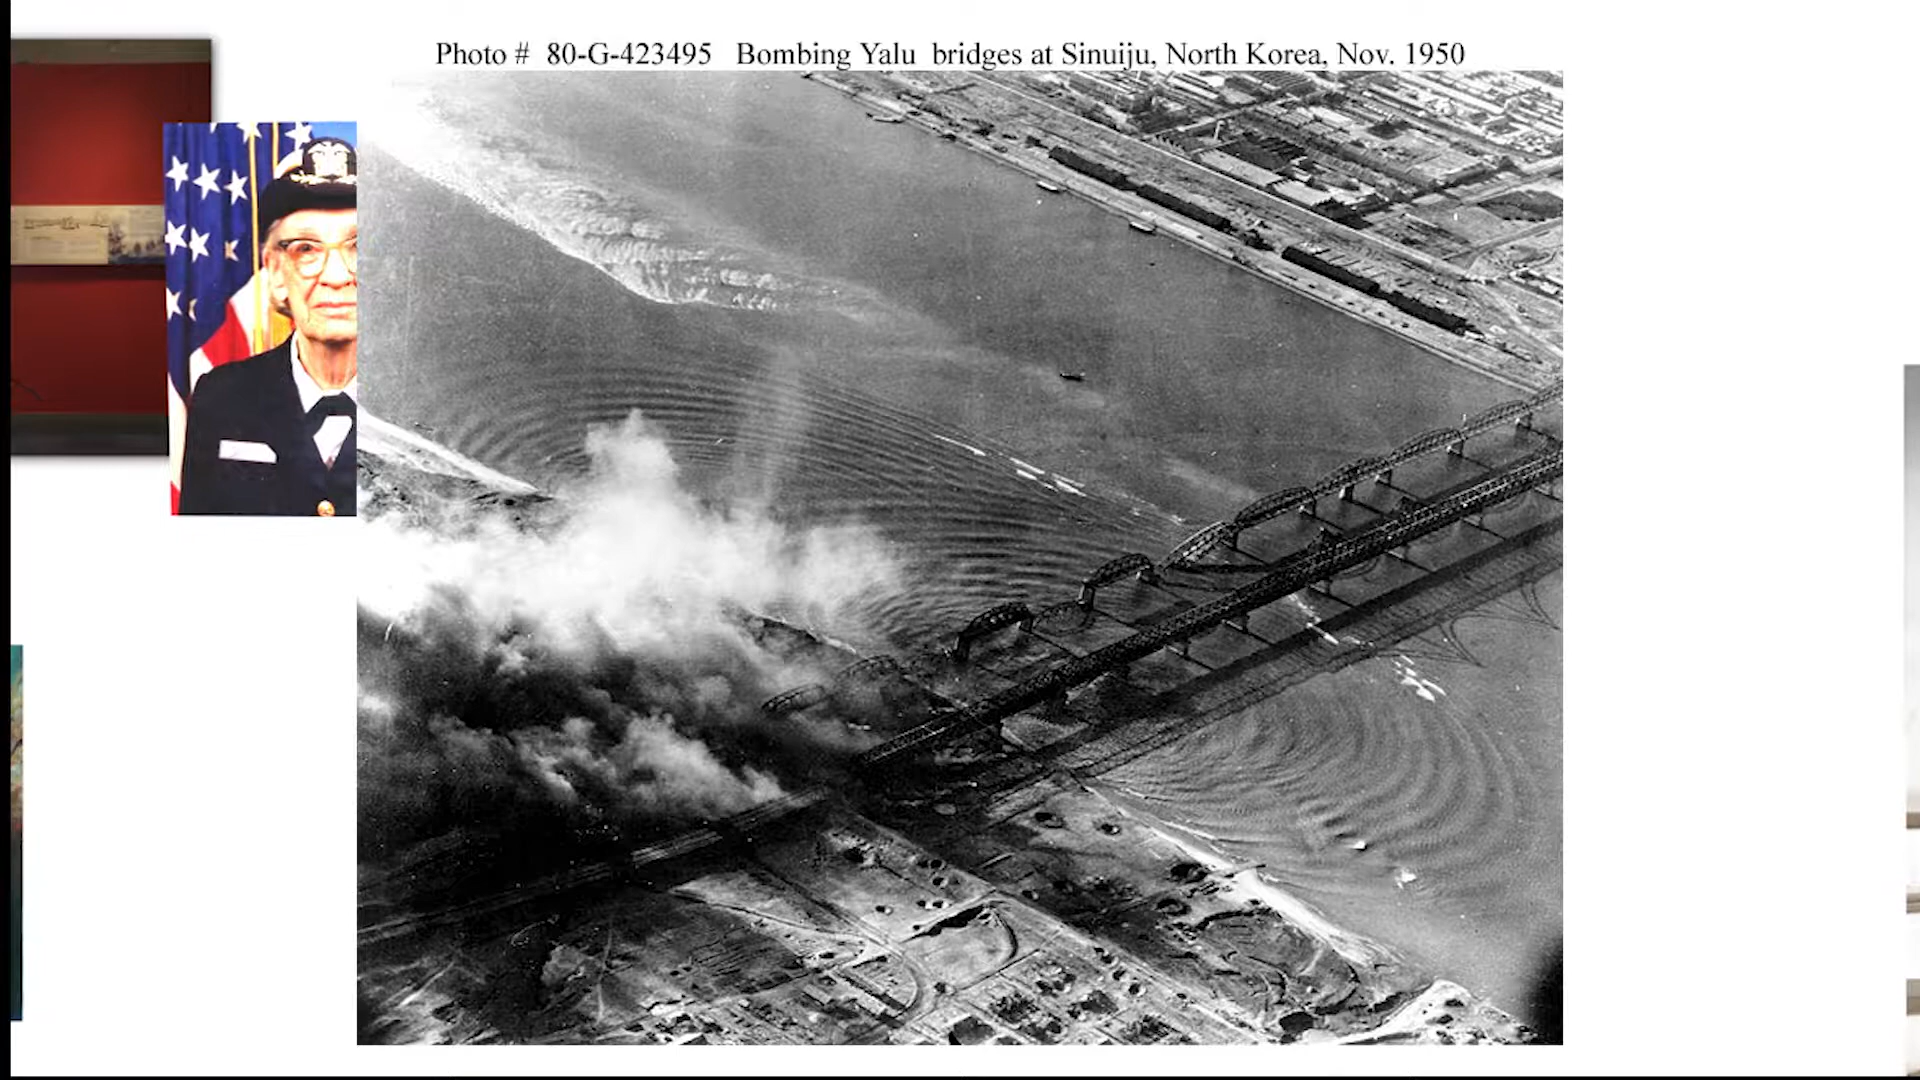 Photo # 80-G-423495 Bombing Yalu bridges at Sinuiju, North Korea, Nov. 1950